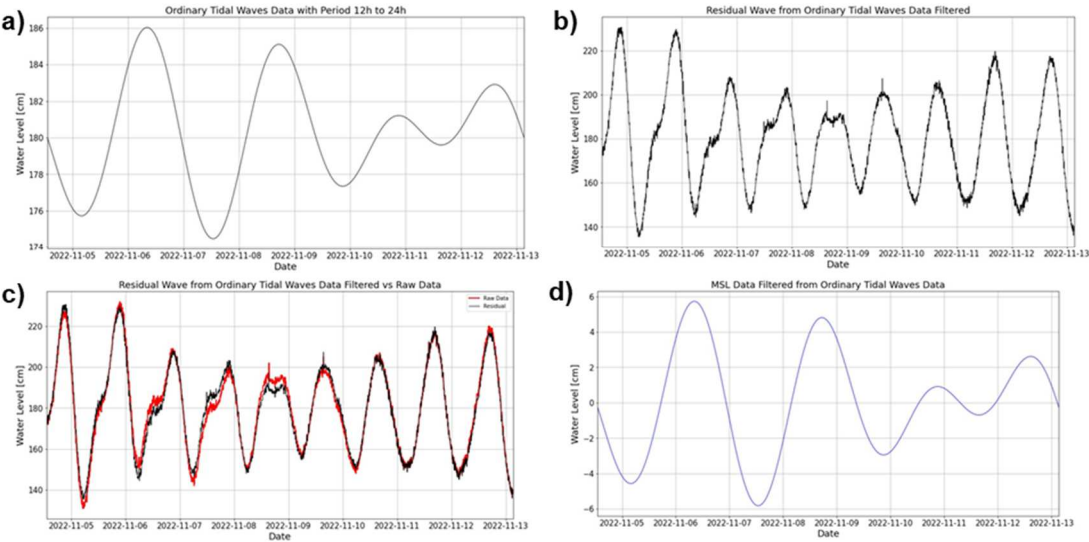 a)
Ordinary Tidal Waves Data with Period 12h to 24h
186
184
182
180
178
176
174
Water Level [cm]
2022-11-05 2022-11-06 2022-11-07 2022-11-08 2022-11-09 2022-11-10 2022-11-11 2022-11-12 2022-11-13
Date
b)
Residual Wave from Ordinary Tidal Waves Data Filtered
220
200
180
160
140
Water Level [cm]
2022-11-05 2022-11-06 2022-11-07 2022-11-08 2022-11-09 2022-11-10 2022-11-11 2022-11-12 2022-11-13
Date
c)
Residual Wave from Ordinary Tidal Waves Data Filtered vs Raw Data
Raw Data
Residual
220
200
180
160
140
Water Level [cm]
2022-11-05 2022-11-06 2022-11-07 2022-11-08 2022-11-09 2022-11-10 2022-11-11 2022-11-12 2022-11-13
Date
d)
MSL Data Filtered from Ordinary Tidal Waves Data
6
4
2
0
−2
−4
−6
Water Level [cm]
2022-11-05 2022-11-06 2022-11-07 2022-11-08 2022-11-09 2022-11-10 2022-11-11 2022-11-12 2022-11-13
Date